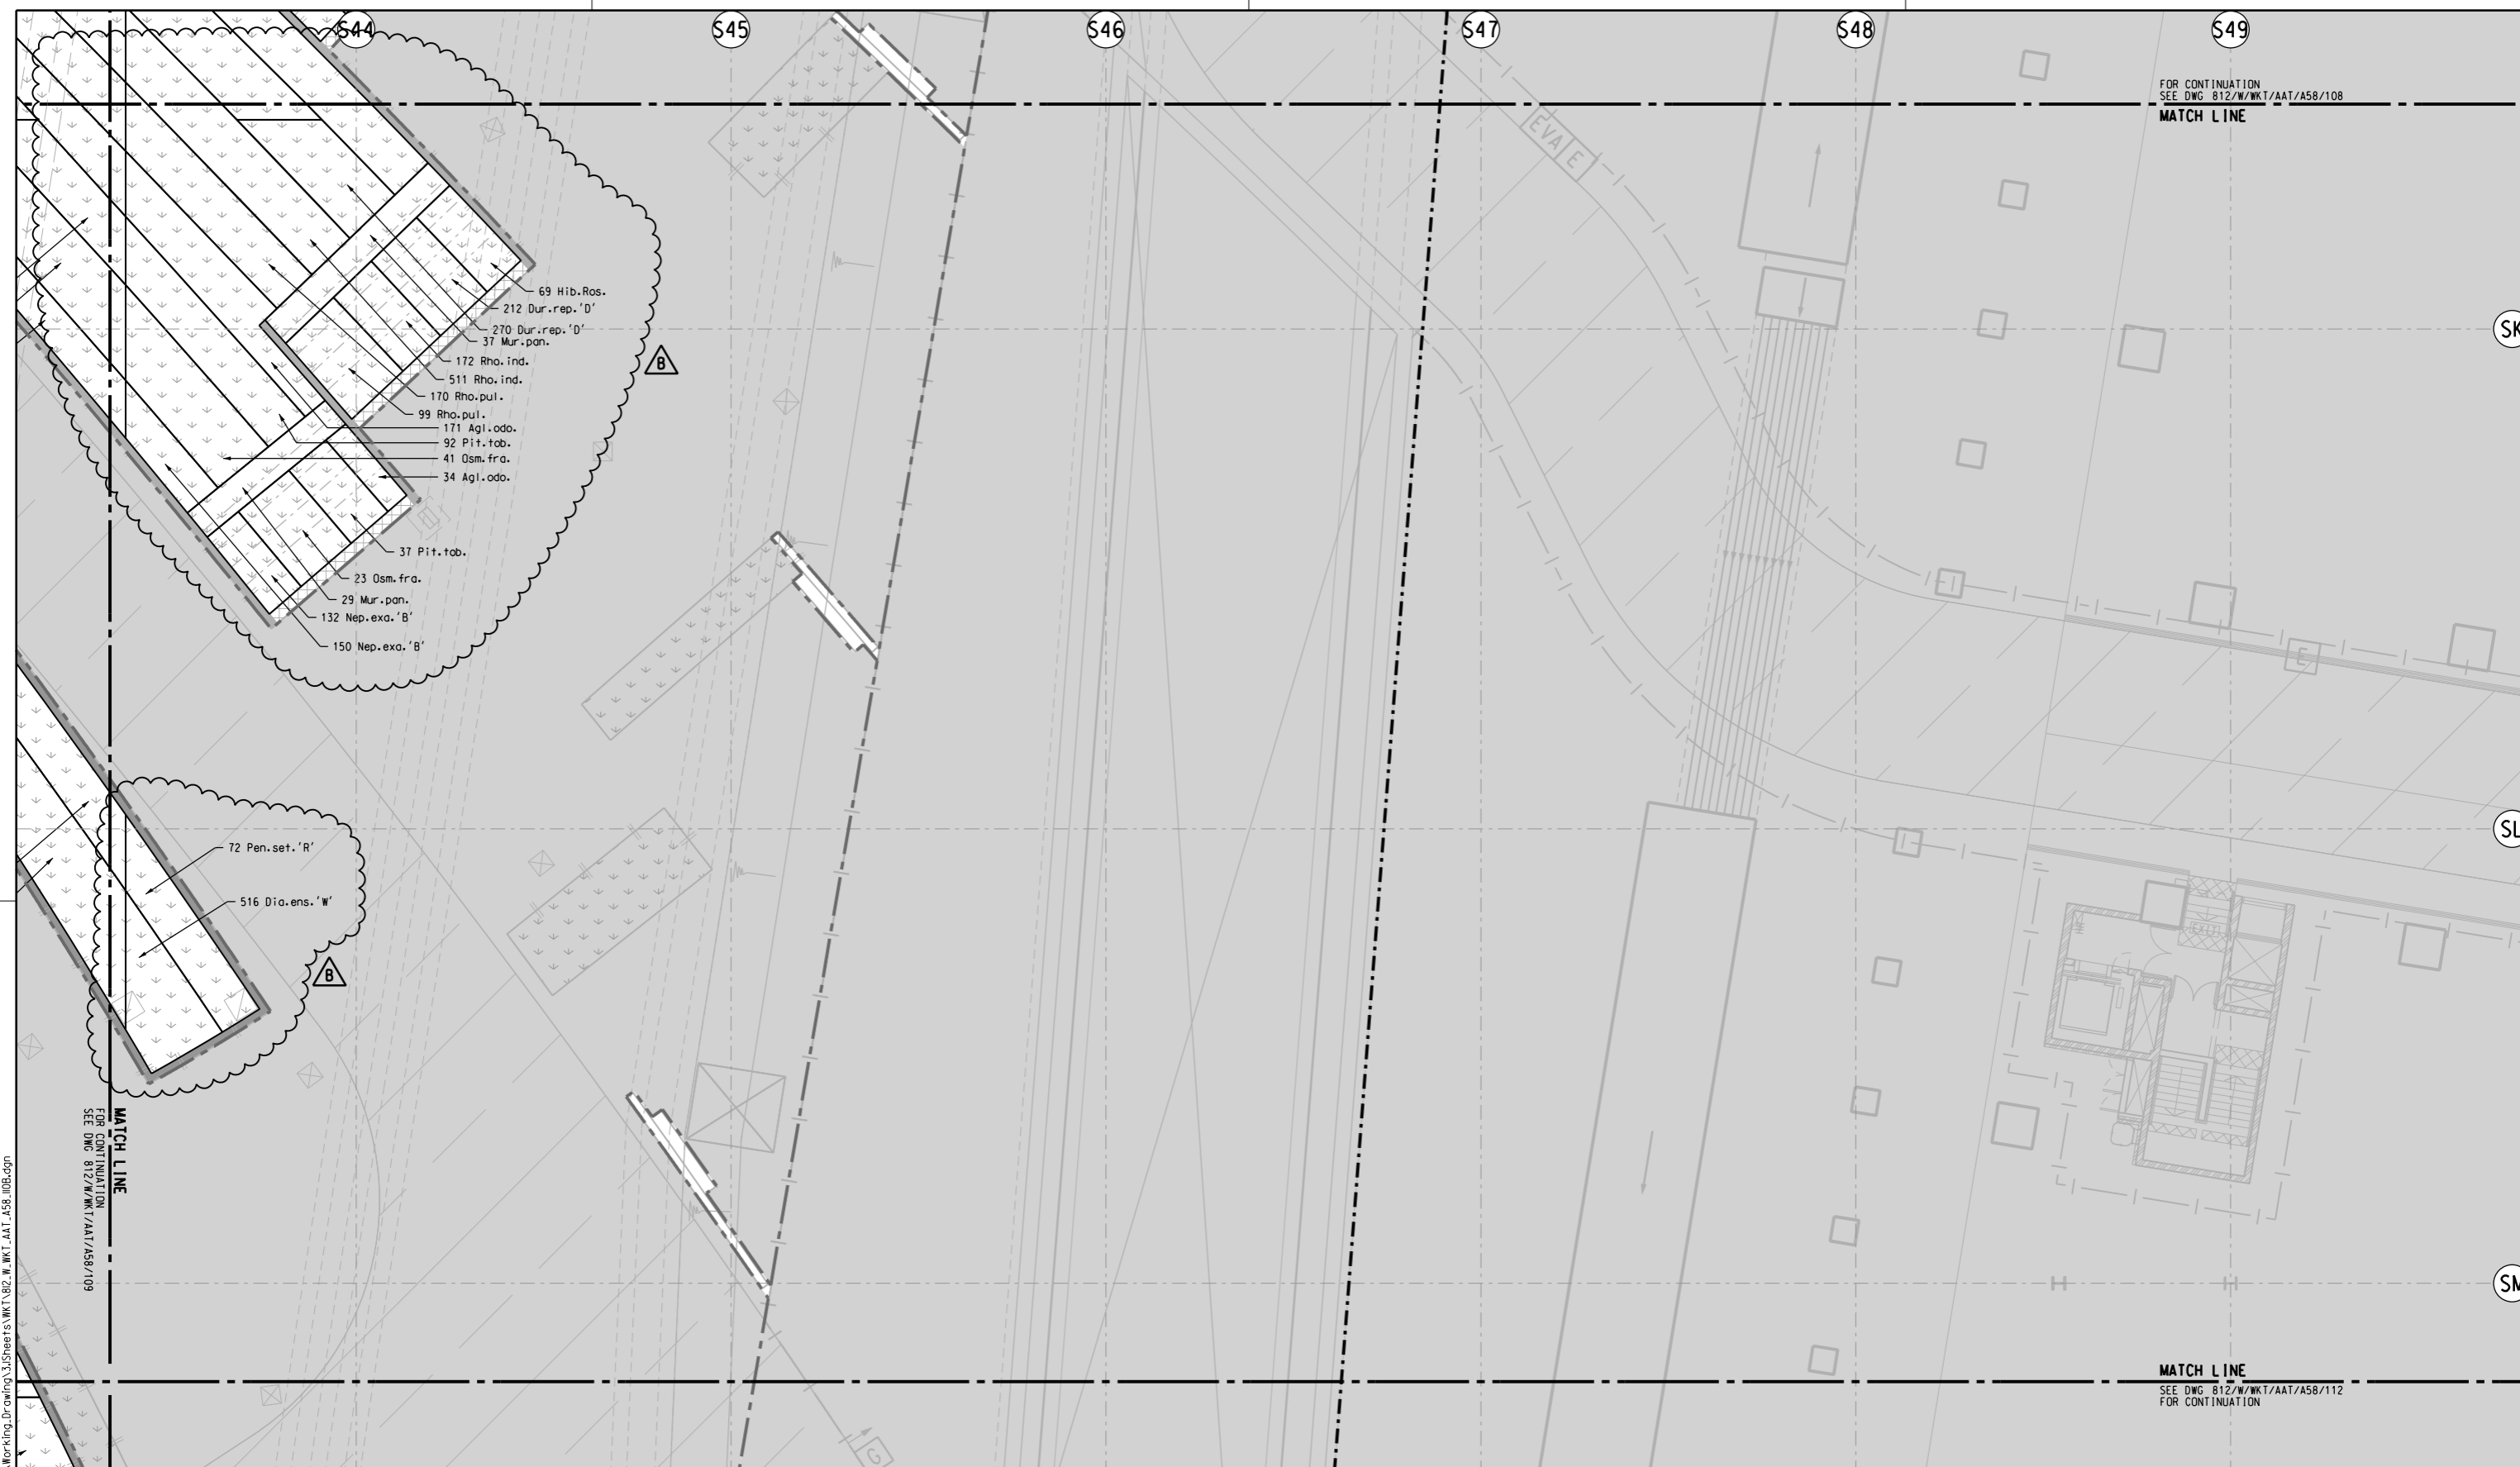 S44
S45
S46
S47
S48
S49
FOR CONTINUATION
SEE DWG 812/W/WKT/AAT/A58/108
MATCH LINE
EVA E
69 Hib.Ros.
212 Dur.rep.'D'
270 Dur.rep.'D'
37 Mur.pan.
172 Rho.ind.
511 Rho.ind.
170 Rho.pul.
99 Rho.pul.
171 Agl.odo.
92 Pit.tob.
41 Osm.fra.
34 Agl.odo.
37 Pit.tob.
23 Osm.fra.
29 Mur.pan.
132 Nep.exa.'B'
150 Nep.exa.'B'
B
SK
E
SL
72 Pen.set.'R'
516 Dia.ens.'W'
B
MATCH LINE
FOR CONTINUATION
SEE DWG 812/W/WKT/AAT/A58/109
SM
MATCH LINE
SEE DWG 812/W/WKT/AAT/A58/112
FOR CONTINUATION
G